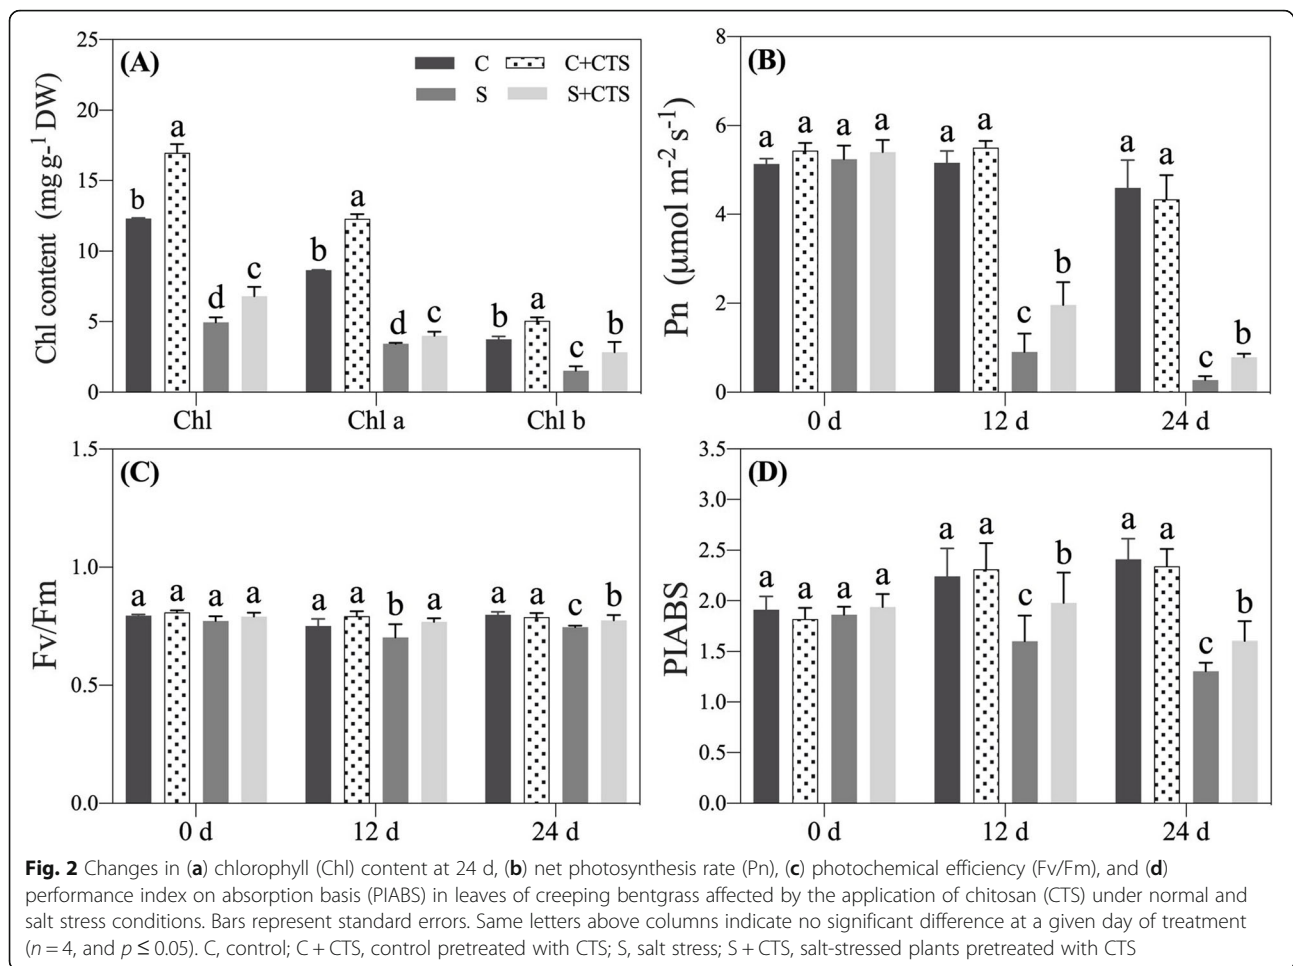 (A)
C
C+CTS
S
S+CTS
Chl content (mg g-1 DW)
25
20
15
10
5
0
b
a
d
c
b
a
d
c
b
a
c
b
Chl
Chl a
Chl b
(B)
Pn (μmol m-2 s-1)
8
6
4
2
0
a
a
a
a
a
a
c
b
a
a
c
b
0 d
12 d
24 d
(C)
Fv/Fm
1.5
1.0
0.5
0.0
a
a
a
a
a
a
b
a
a
a
c
b
0 d
12 d
24 d
(D)
PIABS
3.5
3.0
2.5
2.0
1.5
1.0
0.5
0.0
a
a
a
a
a
a
c
b
a
a
c
b
0 d
12 d
24 d
Fig. 2 Changes in (a) chlorophyll (Chl) content at 24 d, (b) net photosynthesis rate (Pn), (c) photochemical efficiency (Fv/Fm), and (d)
performance index on absorption basis (PIABS) in leaves of creeping bentgrass affected by the application of chitosan (CTS) under normal and
salt stress conditions. Bars represent standard errors. Same letters above columns indicate no significant difference at a given day of treatment
(n = 4, and p ≤ 0.05). C, control; C + CTS, control pretreated with CTS; S, salt stress; S + CTS, salt-stressed plants pretreated with CTS